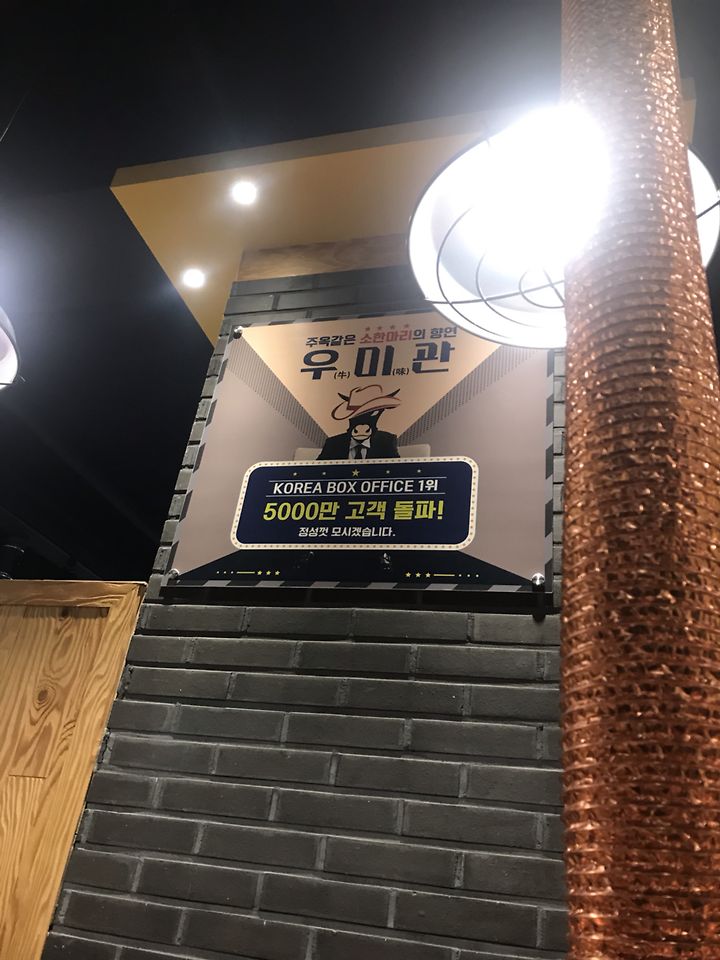 주옥같은 소한마리의 향연
우(牛)미(味)관
KOREA BOX OFFICE 1위
5000만 고객 돌파!
정성껏 모시겠습니다.